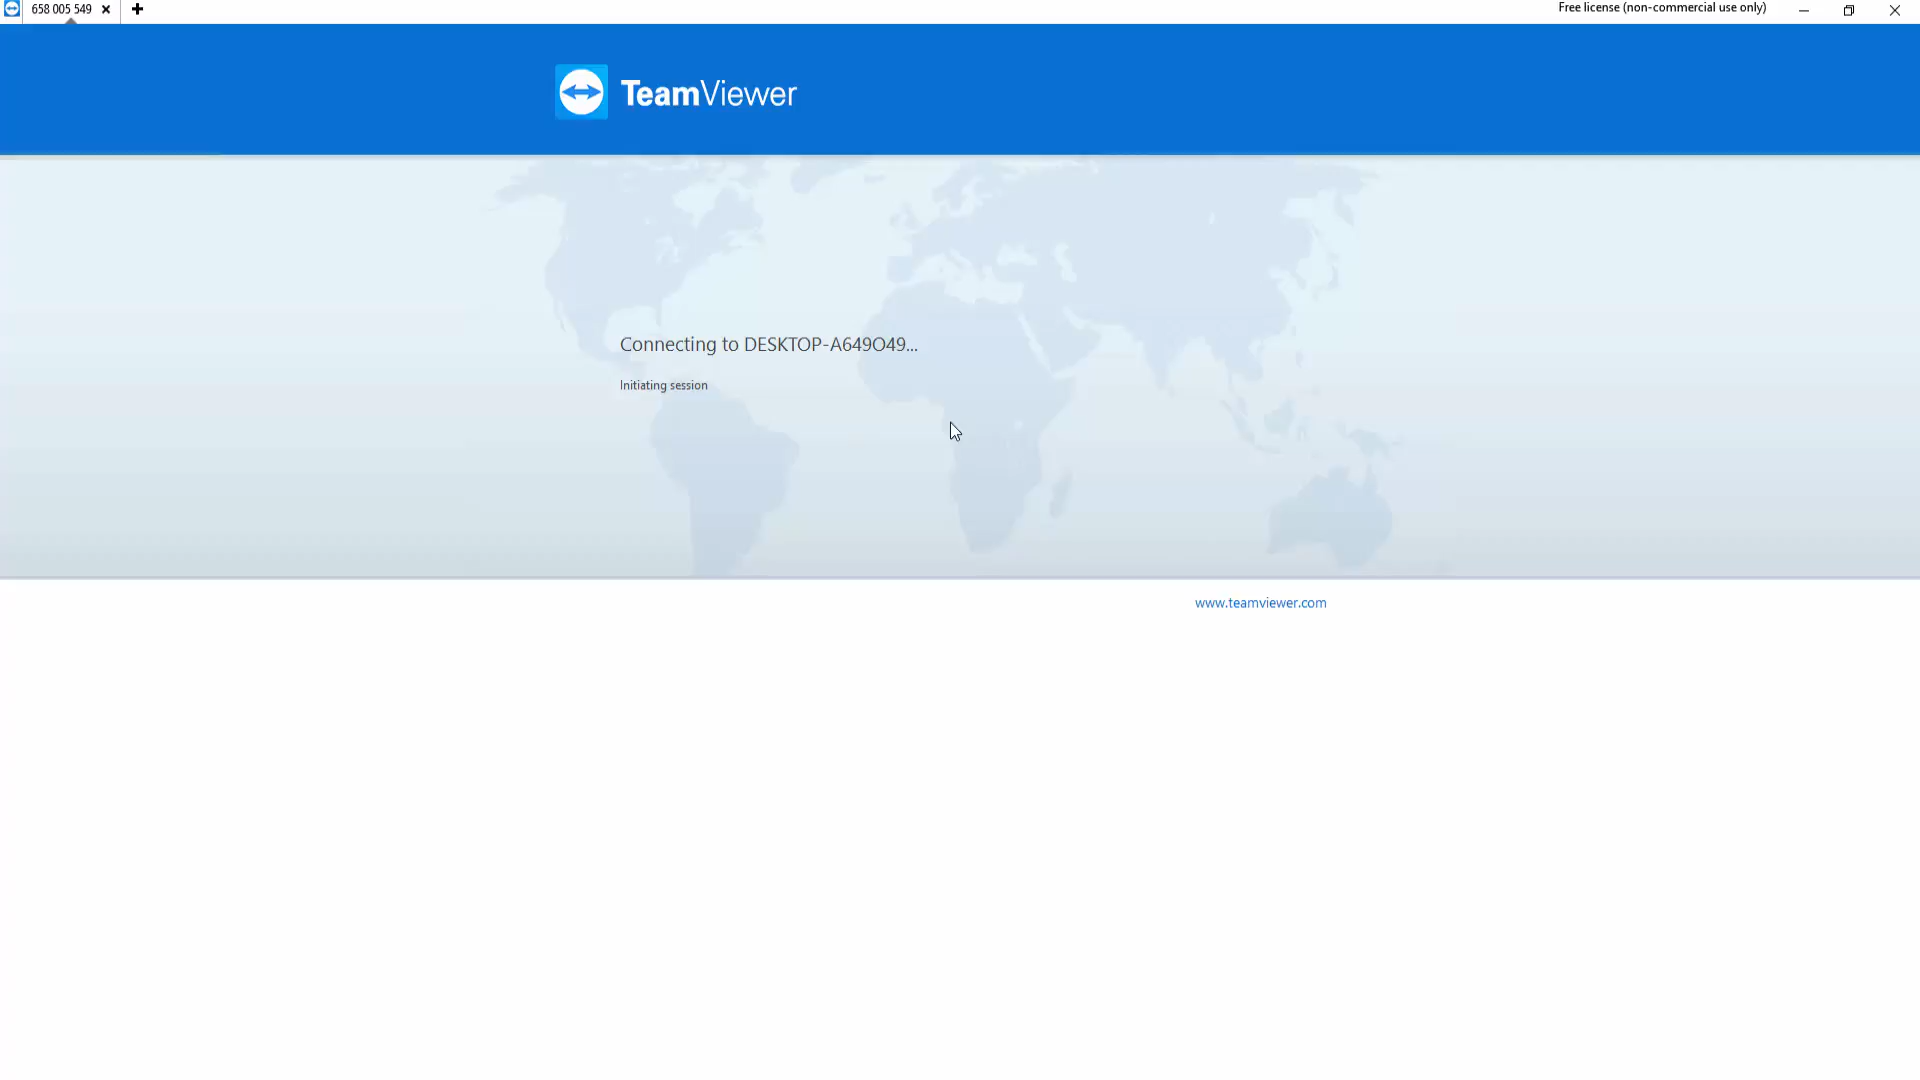 658 005 549
Free license (non-commercial use only)
TeamViewer
Connecting to DESKTOP-A649O49...
Initiating session
www.teamviewer.com